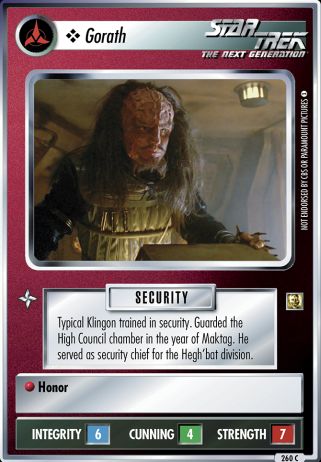 Gorath
STAR TREK
THE NEXT GENERATION
NOT ENDORSED BY CBS OR PARAMOUNT PICTURES
SECURITY
Typical Klingon trained in security. Guarded the
High Council chamber in the year of Maktag. He
served as security chief for the Hegh'bat division.
Honor
INTEGRITY 6 CUNNING 4 STRENGTH 7
260 C